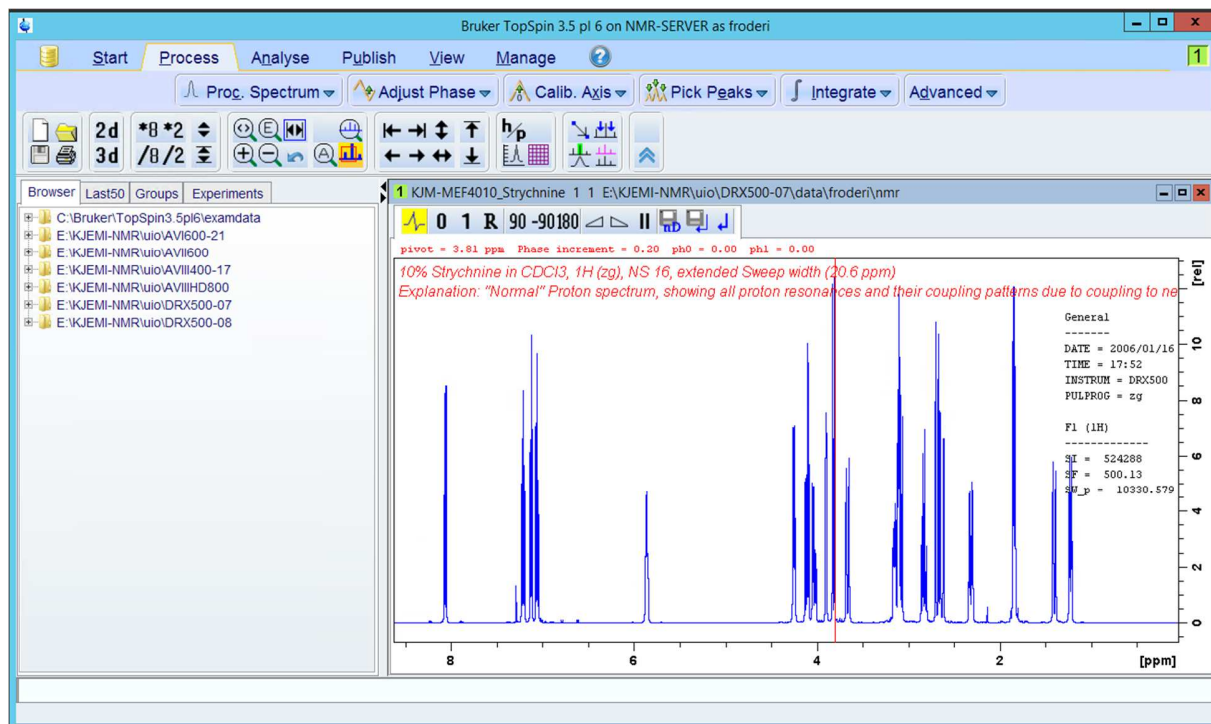 Bruker TopSpin 3.5 pl 6 on NMR-SERVER as froderi
Start Process Analyse Publish View Manage ? 1
Proc. Spectrum Adjust Phase Calib. Axis Pick Peaks Integrate Advanced
2d *8 *2 E h/p
3d /8 /2 A
Browser Last50 Groups Experiments
C:\Bruker\TopSpin3.5pl6\examdata
E:\KJEMI-NMR\uio\AVI600-21
E:\KJEMI-NMR\uio\AVII600
E:\KJEMI-NMR\uio\AVIII400-17
E:\KJEMI-NMR\uio\AVIIIHD800
E:\KJEMI-NMR\uio\DRX500-07
E:\KJEMI-NMR\uio\DRX500-08
1 KJM-MEF4010_Strychnine 1 1 E:\KJEMI-NMR\uio\DRX500-07\data\froderi\nmr
0 1 R 90 -90 180 nD
pivot = 3.81 ppm Phase increment = 0.20 ph0 = 0.00 ph1 = 0.00
10% Strychnine in CDCl3, 1H (zg), NS 16, extended Sweep width (20.6 ppm)
Explanation: "Normal" Proton spectrum, showing all proton resonances and their coupling patterns due to coupling to ne
General
-------
DATE = 2006/01/16
TIME = 17:52
INSTRUM = DRX500
PULPROG = zg
F1 (1H)
-------------
SI = 524288
SF = 500.13
SW_p = 10330.579
[rel]
10
8
6
4
2
0
8 6 4 2 [ppm]